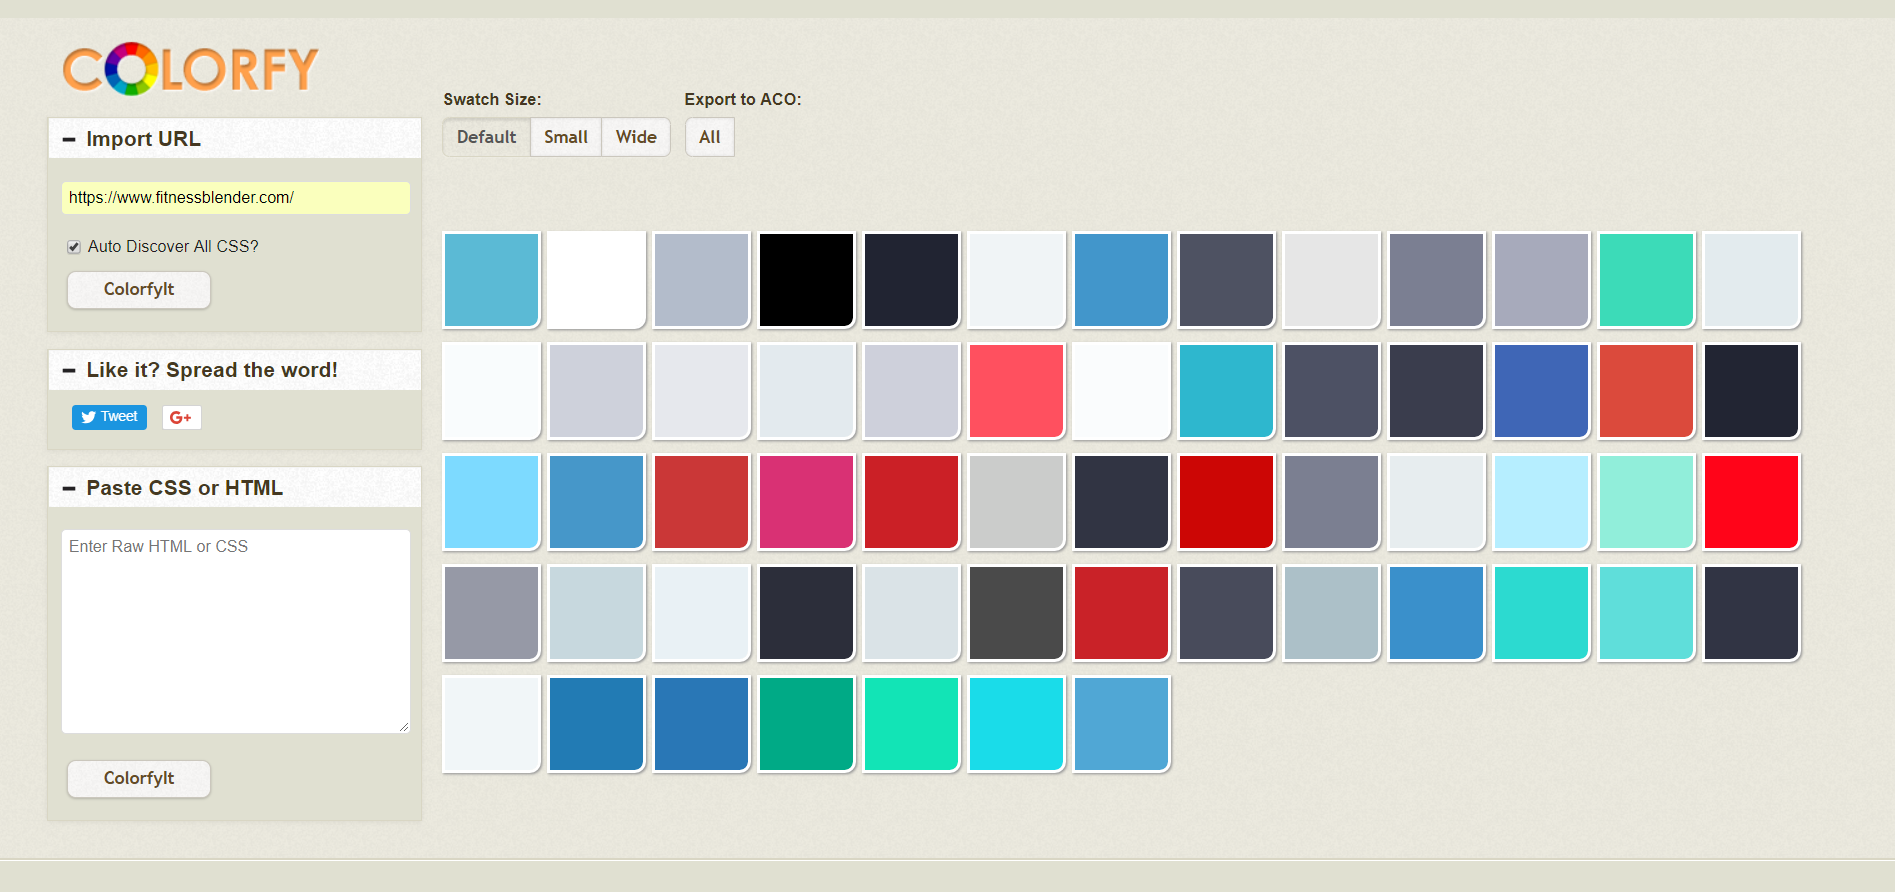 COLORFY
Swatch Size:
Export to ACO:
Default
Small
Wide
All
Import URL
https://www.fitnessblender.com/
Auto Discover All CSS?
ColorfyIt
Like it? Spread the word!
Tweet
G+
Paste CSS or HTML
Enter Raw HTML or CSS
ColorfyIt